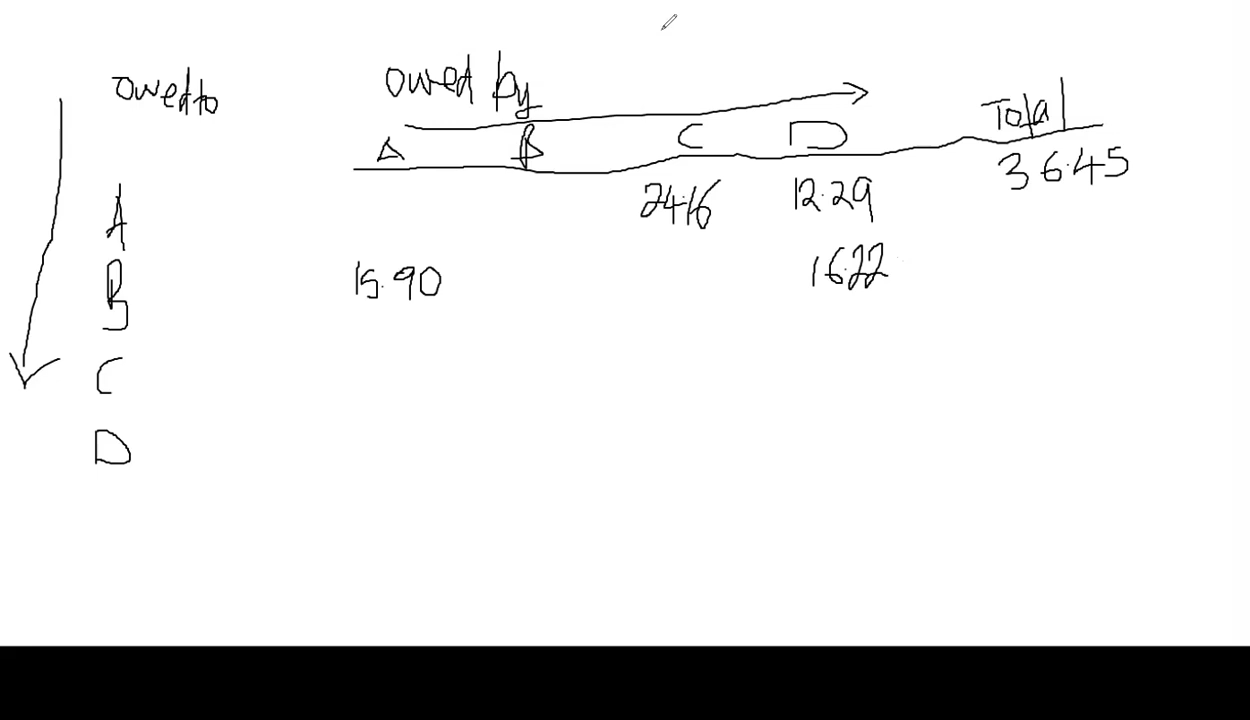 owed to owed by
A B C D Total
A 24.16 12.29 36.45
B 15.90 16.22
C
D